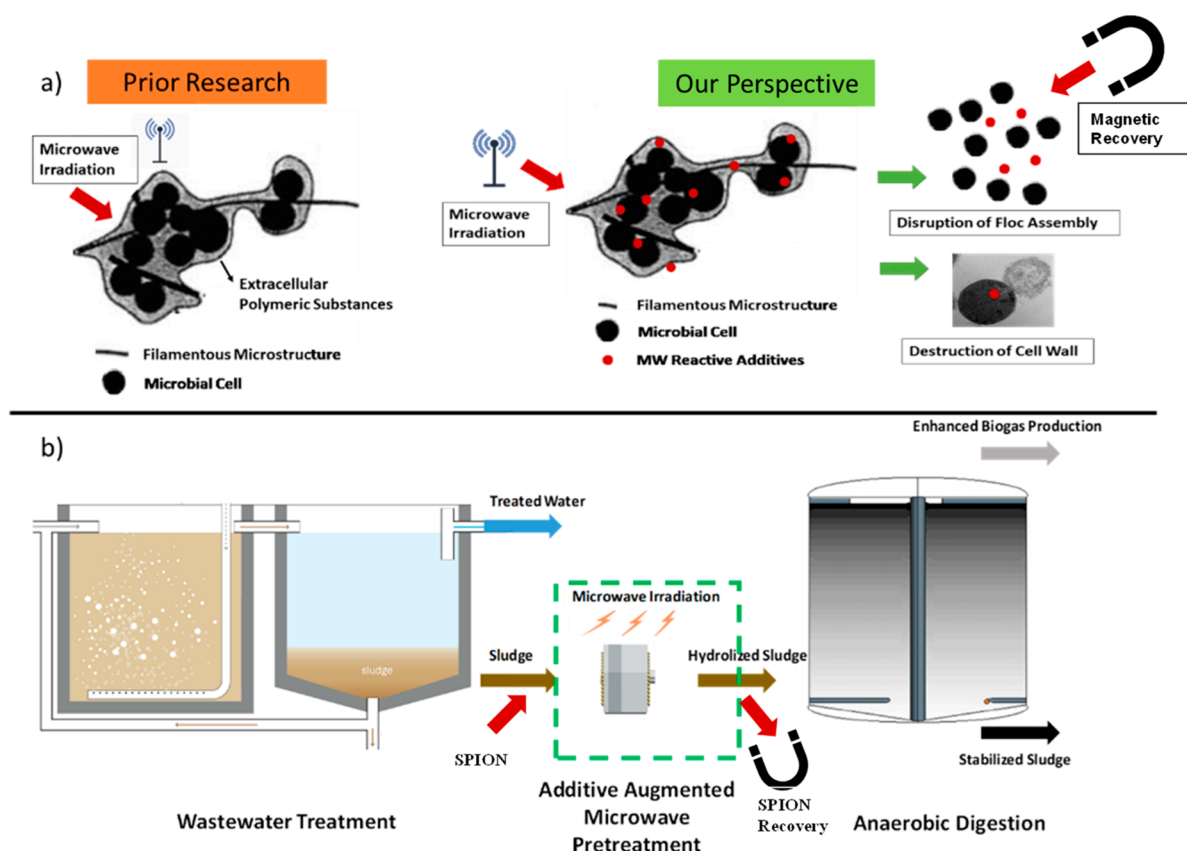 a)
Prior Research
Our Perspective
Microwave
Irradiation
Extracellular
Polymeric Substances
Filamentous Microstructure
Microbial Cell
Microwave
Irradiation
Filamentous Microstructure
Microbial Cell
MW Reactive Additives
Magnetic
Recovery
Disruption of Floc Assembly
Destruction of Cell Wall
b)
Enhanced Biogas Production
Treated Water
sludge
Sludge
Microwave Irradiation
Hydrolized Sludge
SPION
SPION
Recovery
Stabilized Sludge
Wastewater Treatment
Additive Augmented
Microwave
Pretreatment
Anaerobic Digestion